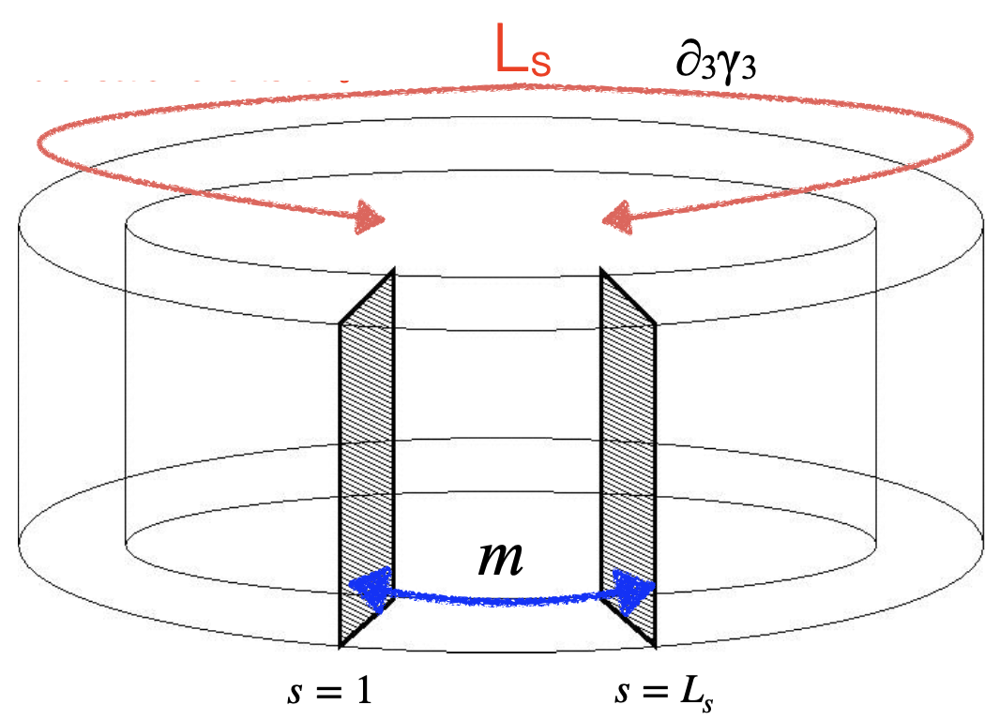 Lₛ
∂₃γ₃
m
s = 1
s = Lₛ